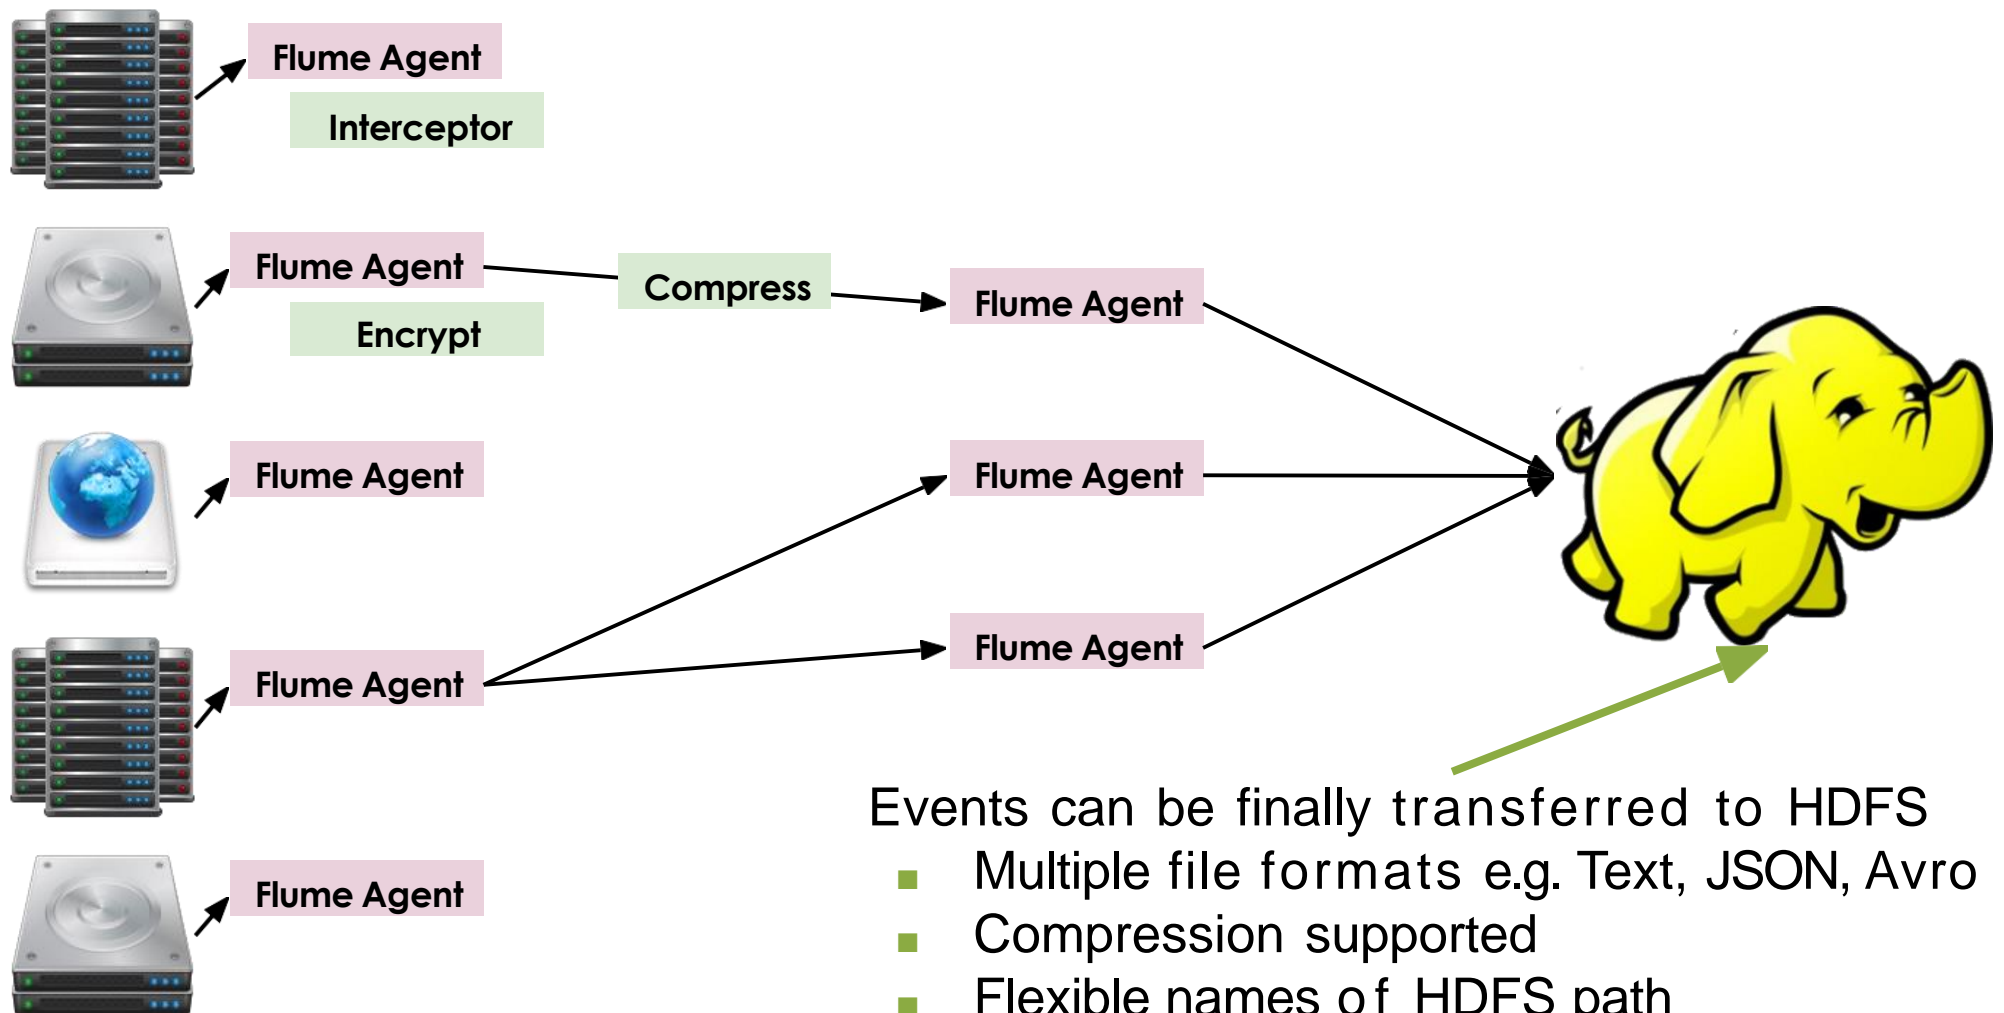 Flume Agent
Interceptor
Flume Agent
Compress
Flume Agent
Encrypt
Flume Agent
Flume Agent
Flume Agent
Flume Agent
Flume Agent
Events can be finally transferred to HDFS
■ Multiple file formats e.g. Text, JSON, Avro
■ Compression supported
Flume Agent
■ Flexible names of HDFS path